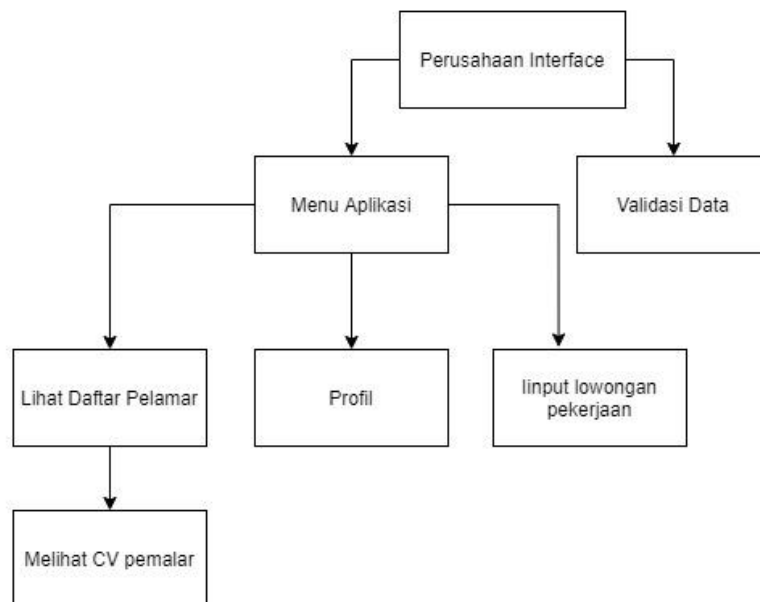 Perusahaan Interface
Menu Aplikasi
Validasi Data
Lihat Daftar Pelamar
Profil
Iinput lowongan
pekerjaan
Melihat CV pemalar